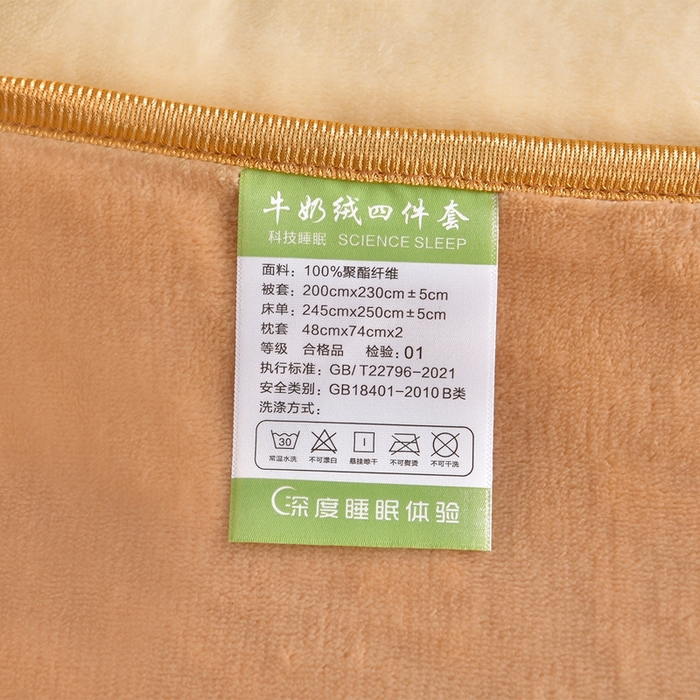 牛奶绒四件套
科技睡眠 SCIENCE SLEEP
面料：100%聚酯纤维
被套：200cmx230cm±5cm
床单：245cmx250cm±5cm
枕套 48cmx74cmx2
等级 合格品 检验：01
执行标准：GB/T22796-2021
安全类别：GB18401-2010 B类
洗涤方式：
30
常温水洗 不可漂白 悬挂晾干 不可熨烫 不可干洗
深度睡眠体验